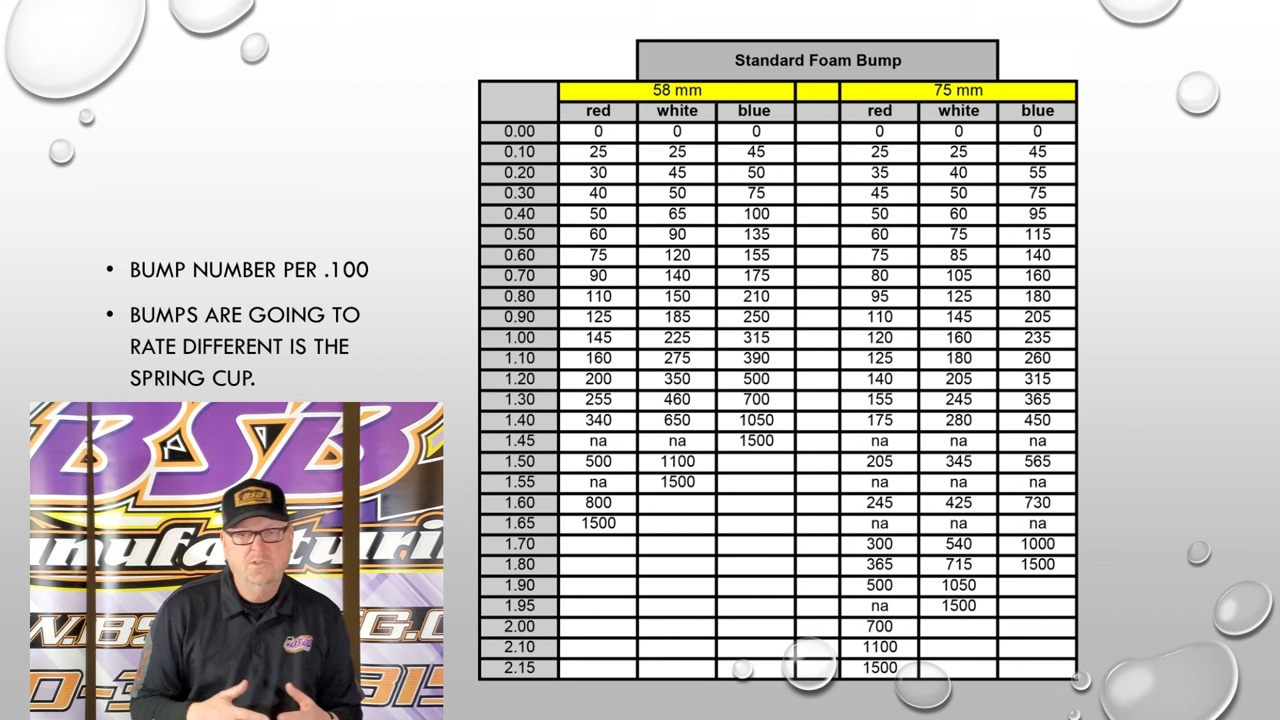 Standard Foam Bump
58 mm 75 mm
red white blue red white blue
0.00 0 0 0 0 0 0
0.10 25 25 45 25 25 45
0.20 30 45 50 35 40 55
0.30 40 50 75 45 50 75
0.40 50 65 100 50 60 95
0.50 60 90 135 60 75 115
0.60 75 120 155 75 85 140
0.70 90 140 175 80 105 160
0.80 110 150 210 95 125 180
0.90 125 185 250 110 145 205
1.00 145 225 315 120 160 235
1.10 160 275 390 125 180 260
1.20 200 350 500 140 205 315
1.30 255 460 700 155 245 365
1.40 340 650 1050 175 280 450
1.45 na na 1500 na na na
1.50 500 1100 205 345 565
1.55 na 1500 na na na
1.60 800 245 425 730
1.65 1500 na na na
1.70 300 540 1000
1.80 365 715 1500
1.90 500 1050
1.95 na 1500
2.00 700
2.10 1100
2.15 1500
• BUMP NUMBER PER .100
• BUMPS ARE GOING TO
RATE DIFFERENT IS THE
SPRING CUP.
BSB